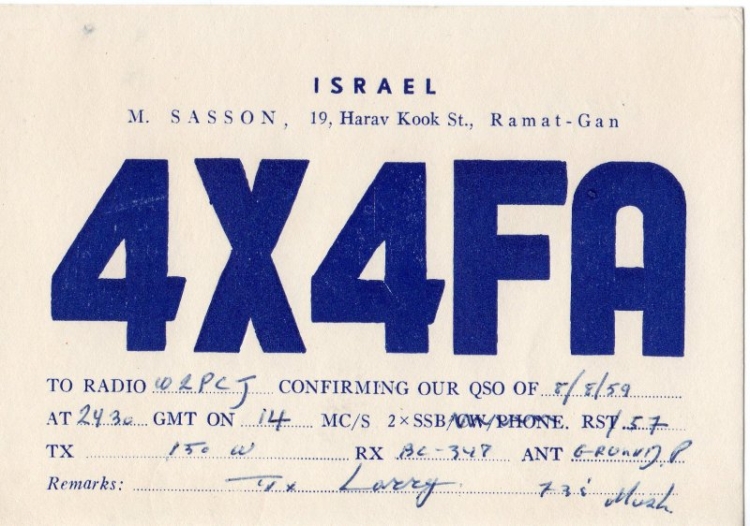 ISRAEL
M. SASSON, 19, Harav Kook St., Ramat-Gan
4X4FA
TO RADIO W2PCJ CONFIRMING OUR QSO OF 8/8/59
AT 2430 GMT ON 14 MC/S 2×SSB/CW/PHONE. RST 57
TX 150 W RX BC-348 ANT GROUND P
Remarks: Tnx Larry 73's Mush